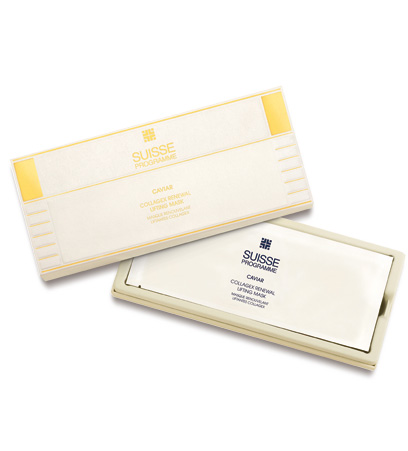 SUISSE
PROGRAMME
CAVIAR
COLLAGEX RENEWAL
LIFTING MASK
SUISSE
PROGRAMME
CAVIAR
COLLAGEX RENEWAL
LIFTING MASK